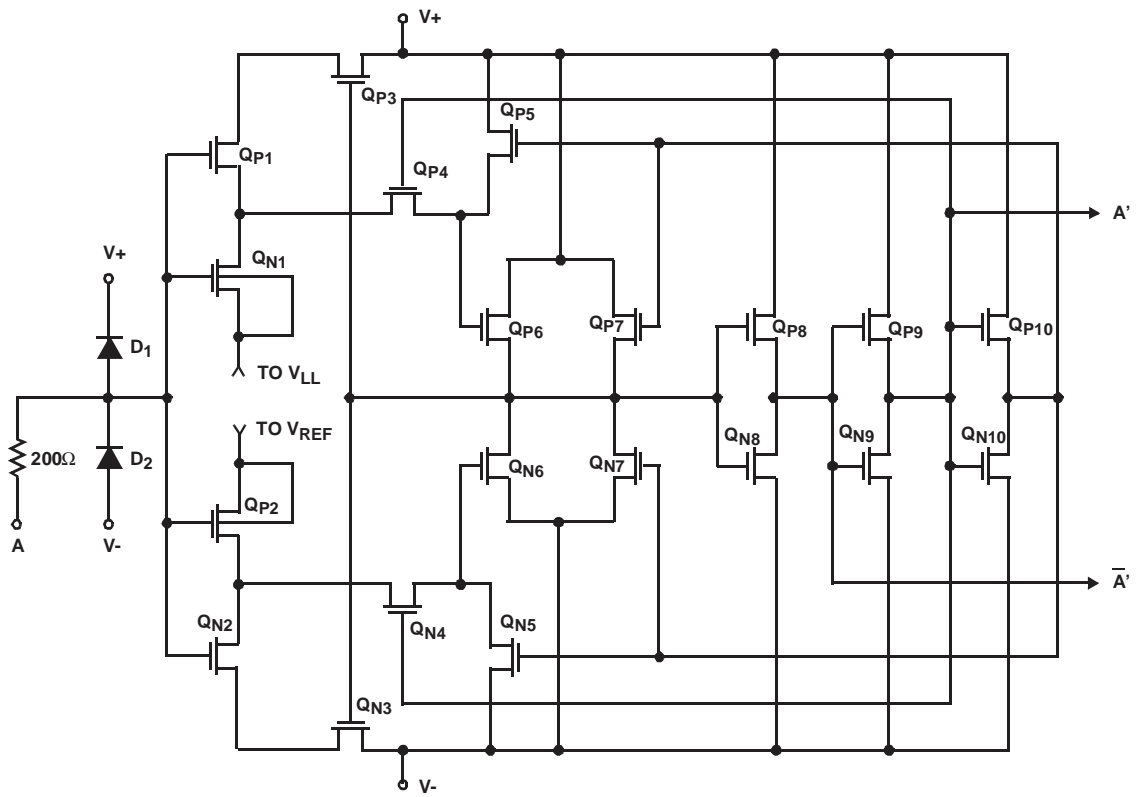 V+
QP3
QP5
QP1
QP4
A'
V+
QN1
QP6
QP7
QP8
QP9
QP10
D1
TO VLL
TO VREF
QN8
QN9
QN10
200Ω
D2
QN6
QN7
QP2
A
V-
A̅'
QN2
QN4
QN5
QN3
V-